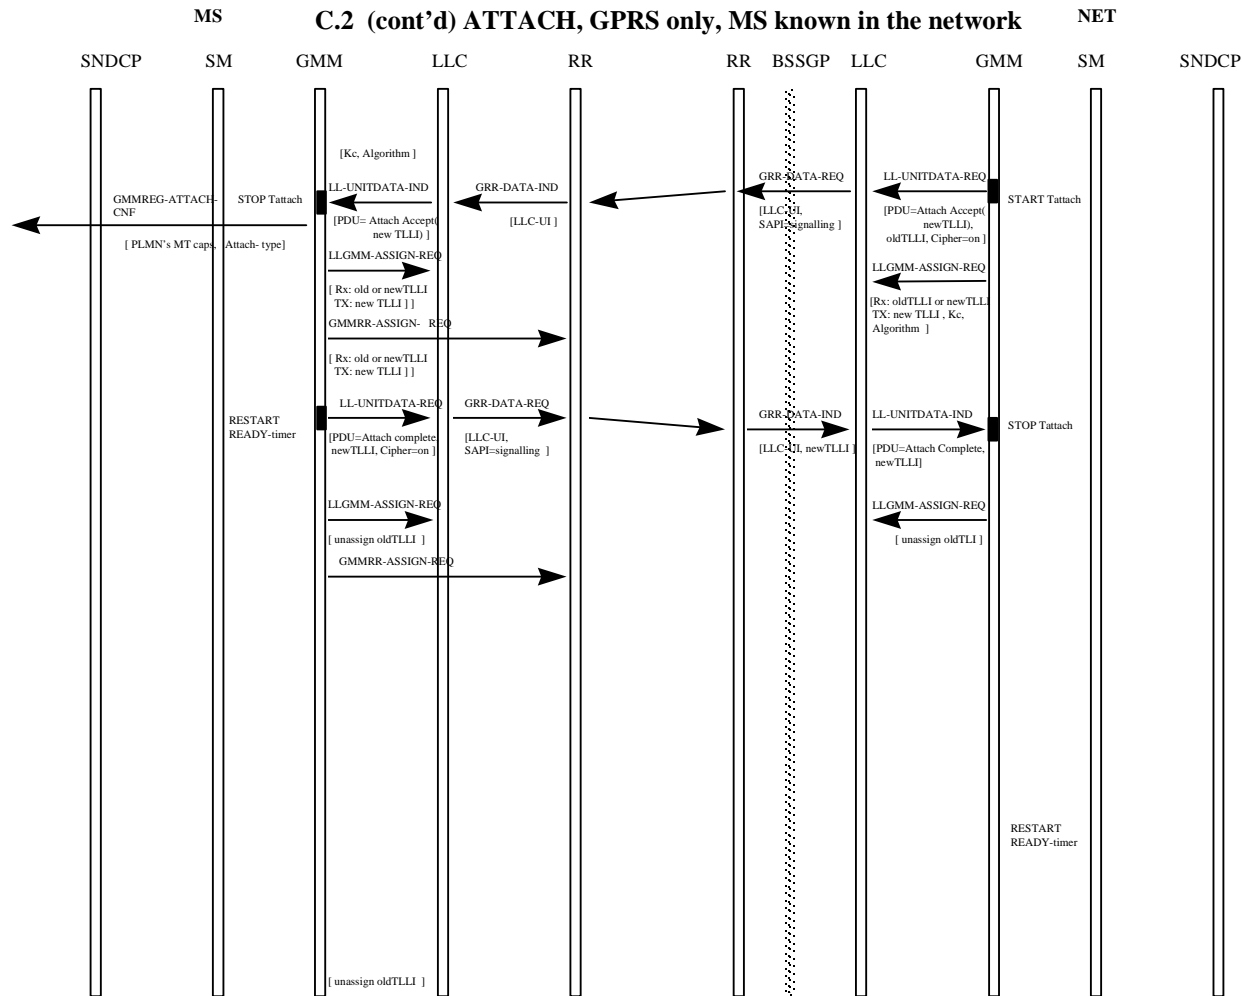 MS C.2 (cont'd) ATTACH, GPRS only, MS known in the network NET
SNDCP SM GMM LLC RR RR BSSGP LLC GMM SM SNDCP
[Kc, Algorithm ]
GMMREG-ATTACH-
CNF
STOP Tattach
LL-UNITDATA-IND
GRR-DATA-IND
GRR-DATA-REQ
LL-UNITDATA-REQ
START Tattach
[PDU= Attach Accept(
new TLLI) ]
[LLC-UI ]
[LLC-UI,
SAPI=signalling ]
[PDU=Attach Accept(
newTLLI),
oldTLLI, Cipher=on ]
[ PLMN's MT caps, Attach- type]
LLGMM-ASSIGN-REQ
LLGMM-ASSIGN-REQ
[ Rx: old or newTLLI
TX: new TLLI ] ]
[Rx: oldTLLI or newTLLI
TX: new TLLI , Kc,
Algorithm ]
GMMRR-ASSIGN- REQ
[ Rx: old or newTLLI
TX: new TLLI ] ]
RESTART
READY-timer
LL-UNITDATA-REQ
GRR-DATA-REQ
GRR-DATA-IND
LL-UNITDATA-IND
STOP Tattach
[PDU=Attach complete,
newTLLI, Cipher=on ]
[LLC-UI,
SAPI=signalling ]
[LLC-UI, newTLLI ]
[PDU=Attach Complete,
newTLLI]
LLGMM-ASSIGN-REQ
LLGMM-ASSIGN-REQ
[ unassign oldTLLI ]
[ unassign oldTLI ]
GMMRR-ASSIGN-REQ
RESTART
READY-timer
[ unassign oldTLLI ]